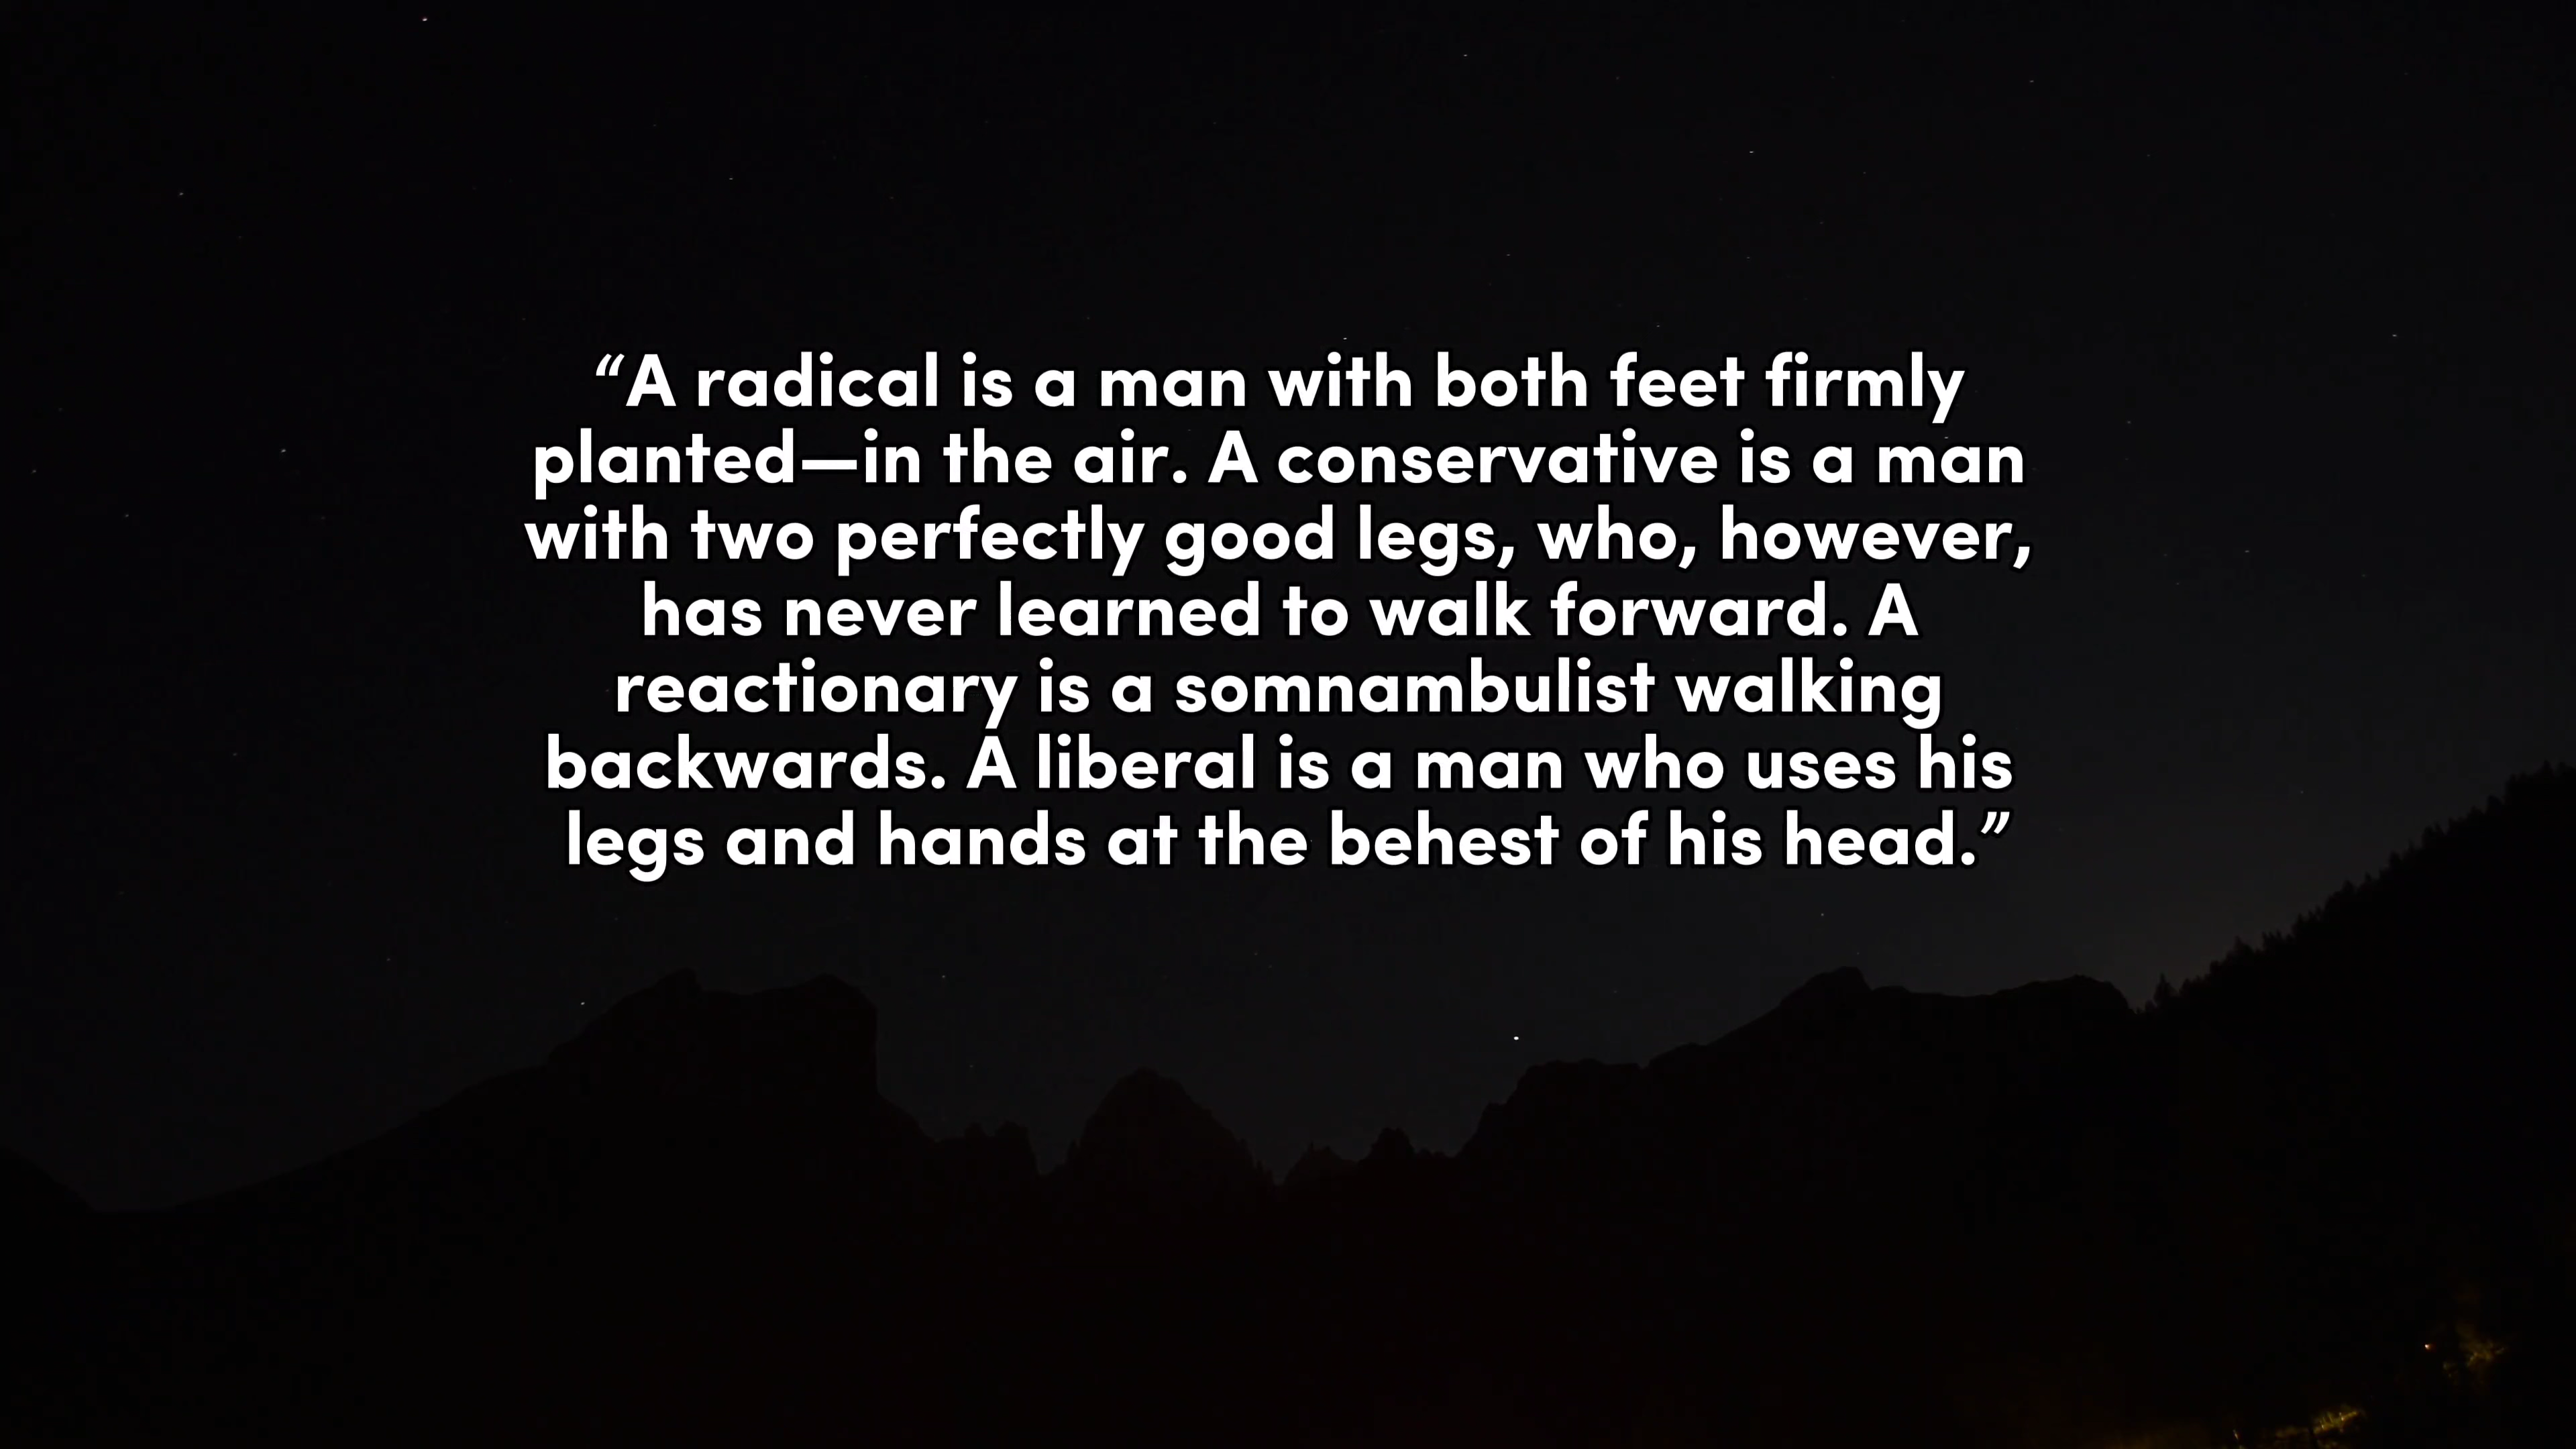 “A radical is a man with both feet firmly
planted—in the air. A conservative is a man
with two perfectly good legs, who, however,
has never learned to walk forward. A
reactionary is a somnambulist walking
backwards. A liberal is a man who uses his
legs and hands at the behest of his head.”